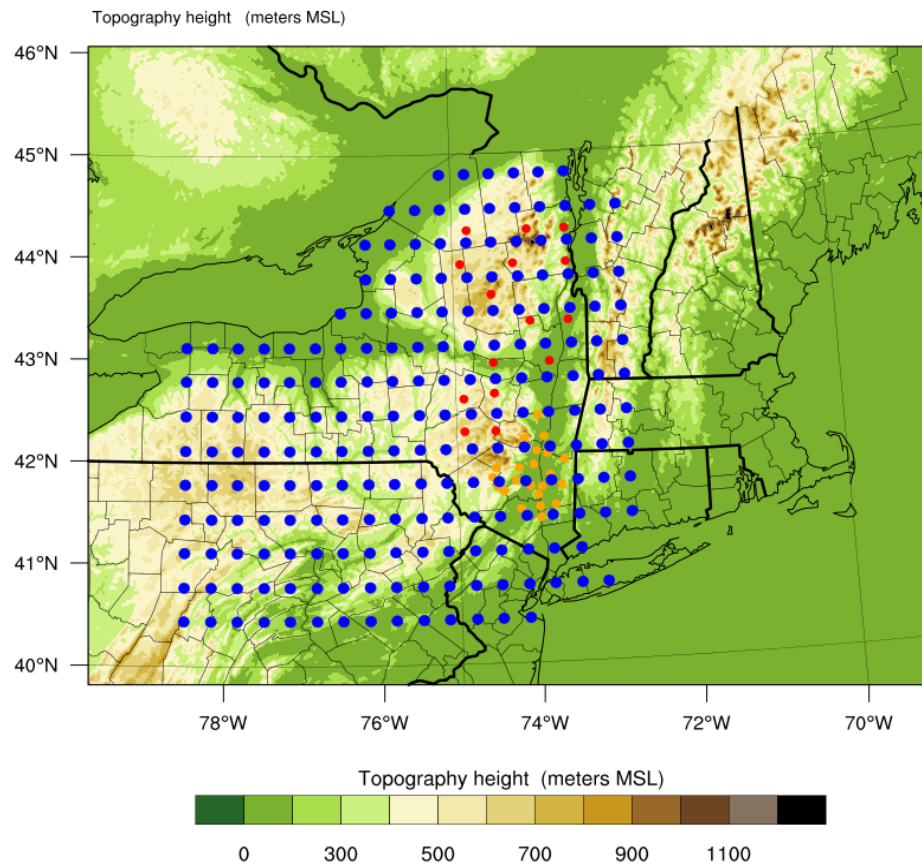 Topography height (meters MSL)
46°N
45°N
44°N
43°N
42°N
41°N
40°N
78°W 76°W 74°W 72°W 70°W
Topography height (meters MSL)
0 300 500 700 900 1100